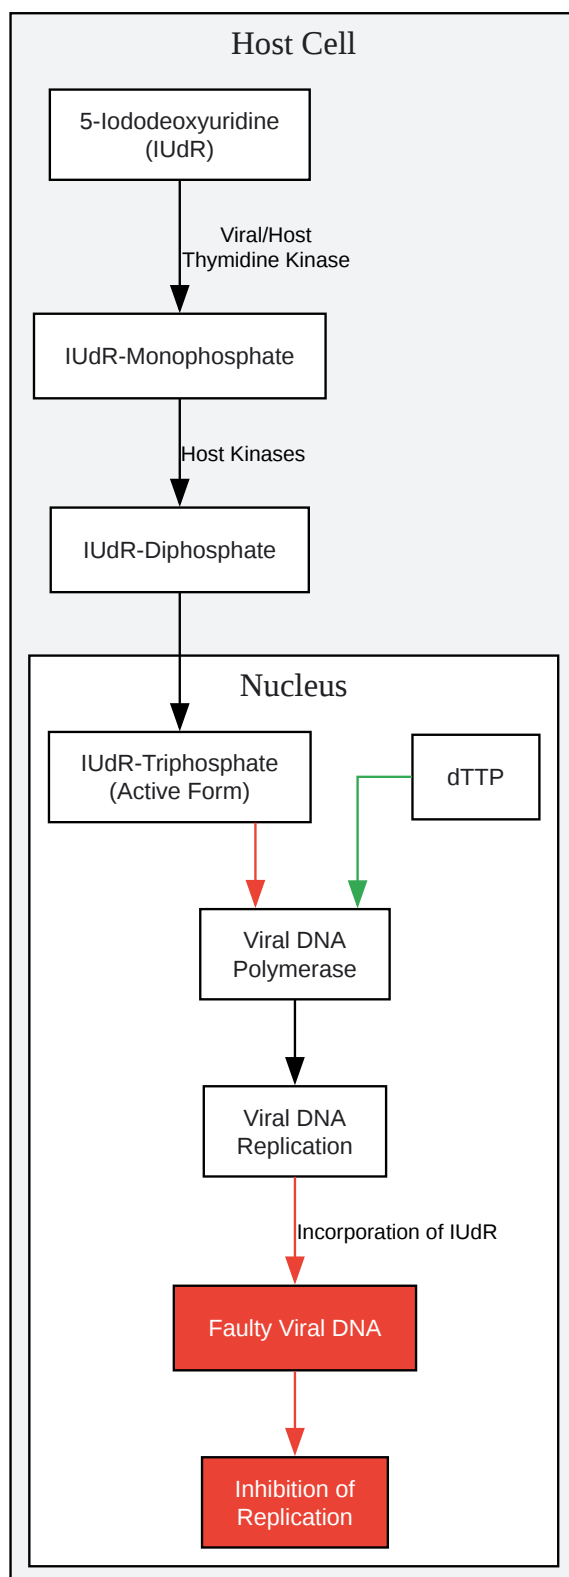 Host Cell
5-Iododeoxyuridine
(IUdR)
Viral/Host
Thymidine Kinase
IUdR-Monophosphate
Host Kinases
IUdR-Diphosphate
Nucleus
IUdR-Triphosphate
(Active Form)
dTTP
Viral DNA
Polymerase
Viral DNA
Replication
Incorporation of IUdR
Faulty Viral DNA
Inhibition of
Replication